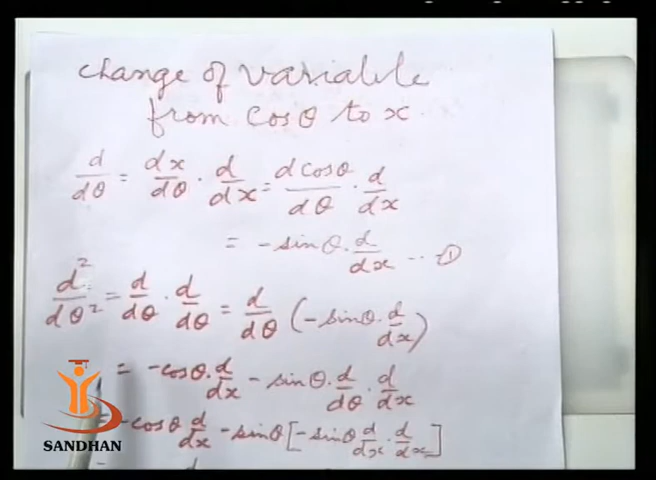 change of variable
from cosθ to x
d/dθ = dx/dθ · d/dx = d cosθ/dθ · d/dx
= -sinθ · d/dx ... ①
d²/dθ² = d/dθ · d/dθ = d/dθ (-sinθ · d/dx)
= -cosθ · d/dx - sinθ · d/dθ · d/dx
= -cosθ d/dx - sinθ [-sinθ d/dx · d/dx]
SANDHAN